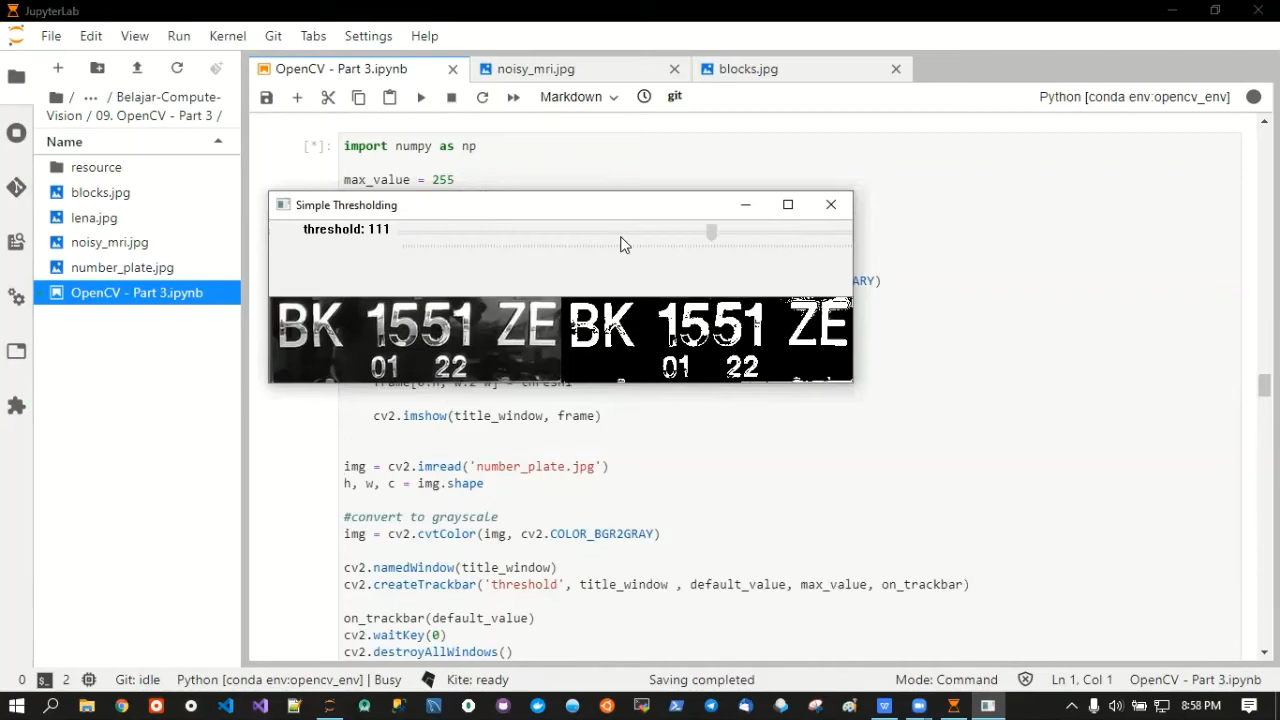 JupyterLab
File Edit View Run Kernel Git Tabs Settings Help
OpenCV - Part 3.ipynb
noisy_mri.jpg
blocks.jpg
/ ... / Belajar-Compute-
Vision / 09. OpenCV - Part 3 /
Markdown
git
Python [conda env:opencv_env]
Name
resource
blocks.jpg
lena.jpg
noisy_mri.jpg
number_plate.jpg
OpenCV - Part 3.ipynb
[*]:
import numpy as np
max_value = 255
Simple Thresholding
threshold: 111
ARY)
BK 1551 ZE
01 22
BK 1551 ZE
01 22
cv2.imshow(title_window, frame)
img = cv2.imread('number_plate.jpg')
h, w, c = img.shape
#convert to grayscale
img = cv2.cvtColor(img, cv2.COLOR_BGR2GRAY)
cv2.namedWindow(title_window)
cv2.createTrackbar('threshold', title_window , default_value, max_value, on_trackbar)
on_trackbar(default_value)
cv2.waitKey(0)
cv2.destroyAllWindows()
0 2 Git: idle Python [conda env:opencv_env] | Busy Kite: ready Saving completed Mode: Command Ln 1, Col 1 OpenCV - Part 3.ipynb
8:58 PM